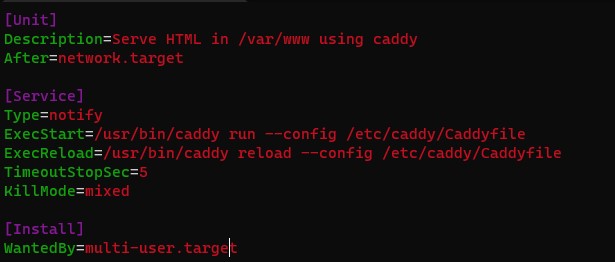 [Unit]
Description=Serve HTML in /var/www using caddy
After=network.target

[Service]
Type=notify
ExecStart=/usr/bin/caddy run --config /etc/caddy/Caddyfile
ExecReload=/usr/bin/caddy reload --config /etc/caddy/Caddyfile
TimeoutStopSec=5
KillMode=mixed

[Install]
WantedBy=multi-user.target